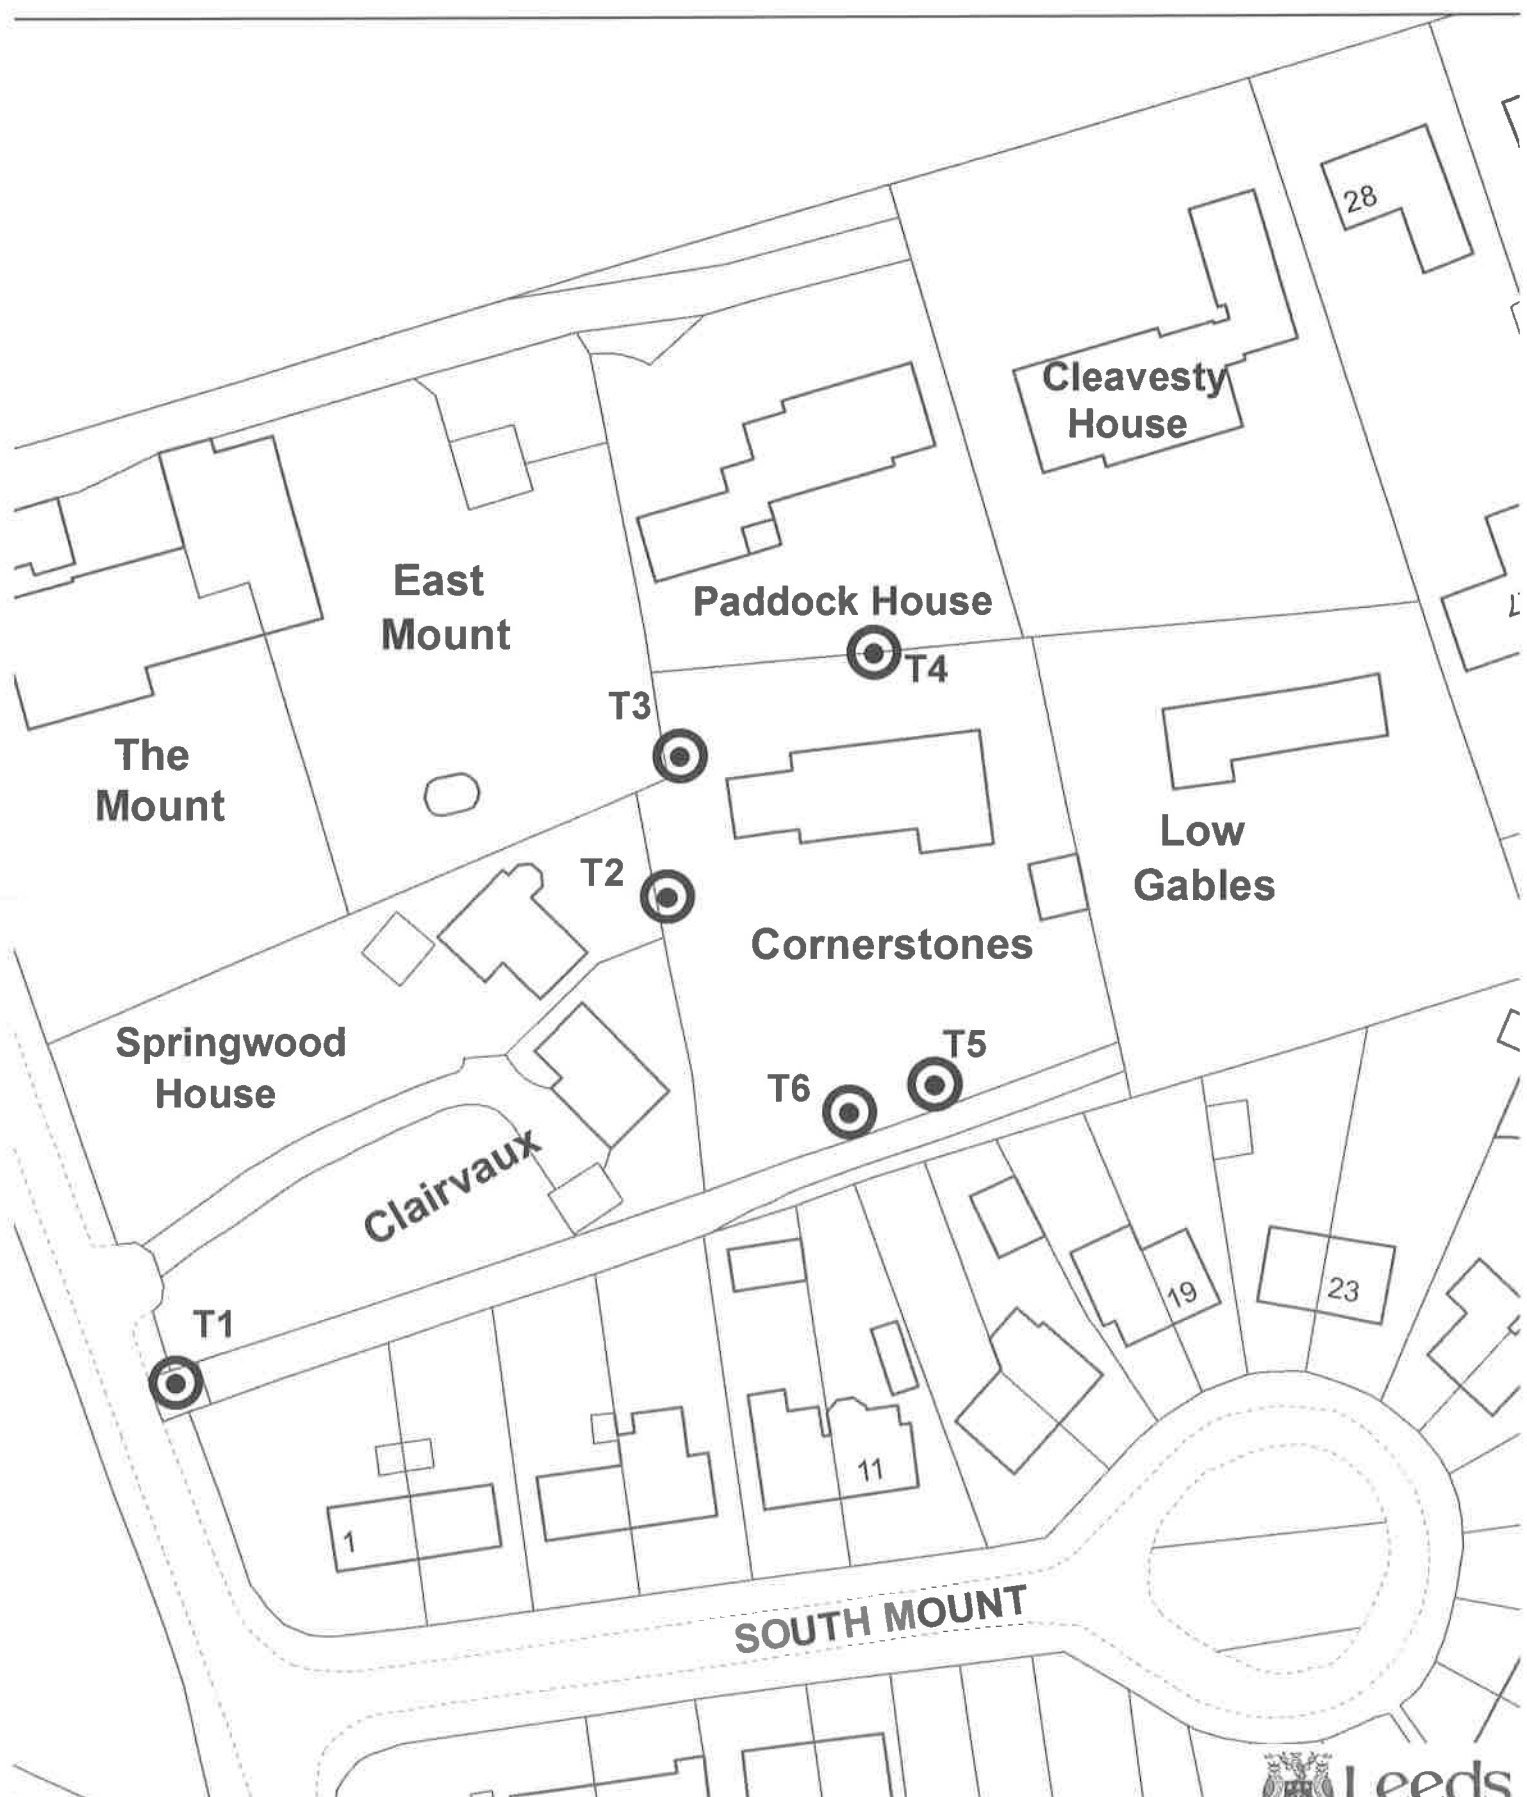 28
Cleavesty
House
East
Mount
Paddock House
T4
T3
The
Mount
Low
Gables
T2
Cornerstones
Springwood
House
T5
T6
Clairvaux
T1
19
23
11
1
SOUTH MOUNT
Leeds